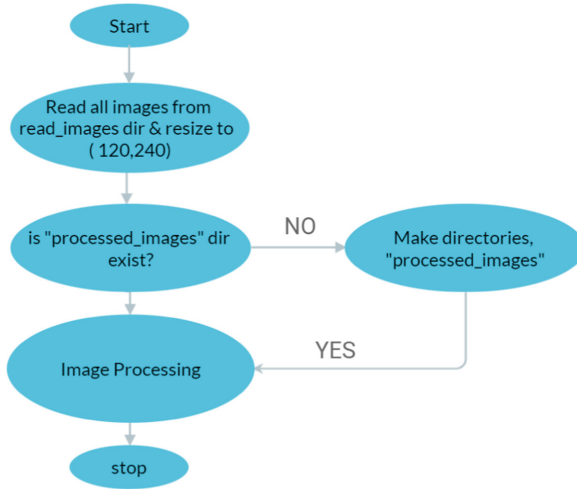 Start
Read all images from
read_images dir & resize to
( 120,240)
is "processed_images" dir
exist?
NO
Make directories,
"processed_images"
YES
Image Processing
stop